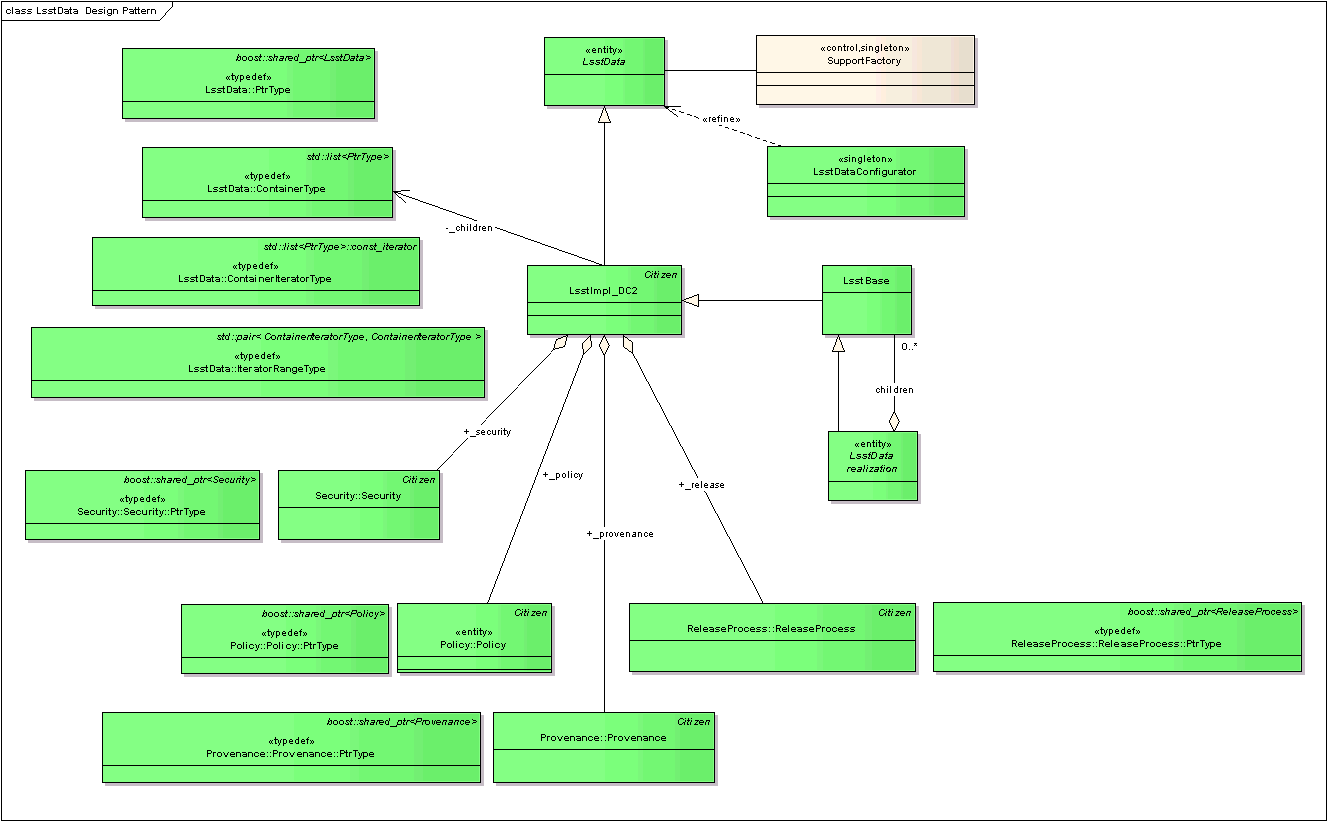 class LsstData Design Pattern
boost::shared_ptr<LsstData>
«typedef»
LsstData::PtrType
«entity»
LsstData
«control,singleton»
SupportFactory
«refine»
std::list<PtrType>
«typedef»
LsstData::ContainerType
«singleton»
LsstDataConfigurator
-_children
std::list<PtrType>::const_iterator
«typedef»
LsstData::ContainerIteratorType
Citizen
LsstImpl_DC2
LsstBase
std::pair< ContainerIteratorType, ContainerIteratorType >
«typedef»
LsstData::IteratorRangeType
0..*
children
+_security
«entity»
LsstData
realization
boost::shared_ptr<Security>
«typedef»
Security::Security::PtrType
Citizen
Security::Security
+_policy
+_release
+_provenance
boost::shared_ptr<Policy>
«typedef»
Policy::Policy::PtrType
Citizen
«entity»
Policy::Policy
Citizen
ReleaseProcess::ReleaseProcess
boost::shared_ptr<ReleaseProcess>
«typedef»
ReleaseProcess::ReleaseProcess::PtrType
boost::shared_ptr<Provenance>
«typedef»
Provenance::Provenance::PtrType
Citizen
Provenance::Provenance